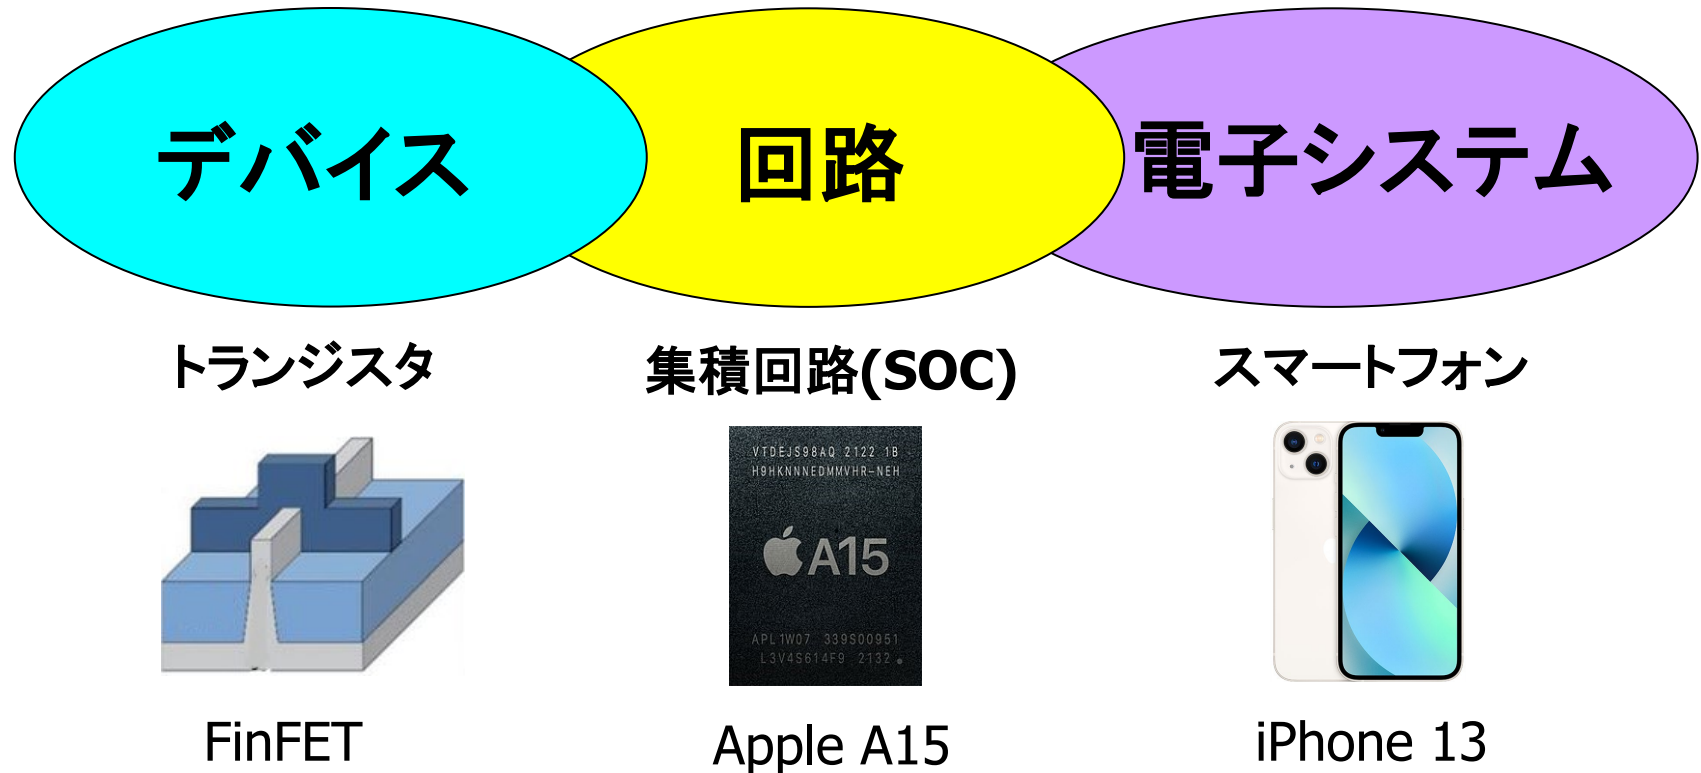 デバイス
回路
電子システム
トランジスタ
集積回路(SOC)
スマートフォン
VTDEJS98AQ 2122 1B
H9HKNNNEDMMVHR-NEH
A15
APL1W07 339S00951
L3V4S614F9 2132
FinFET
Apple A15
iPhone 13